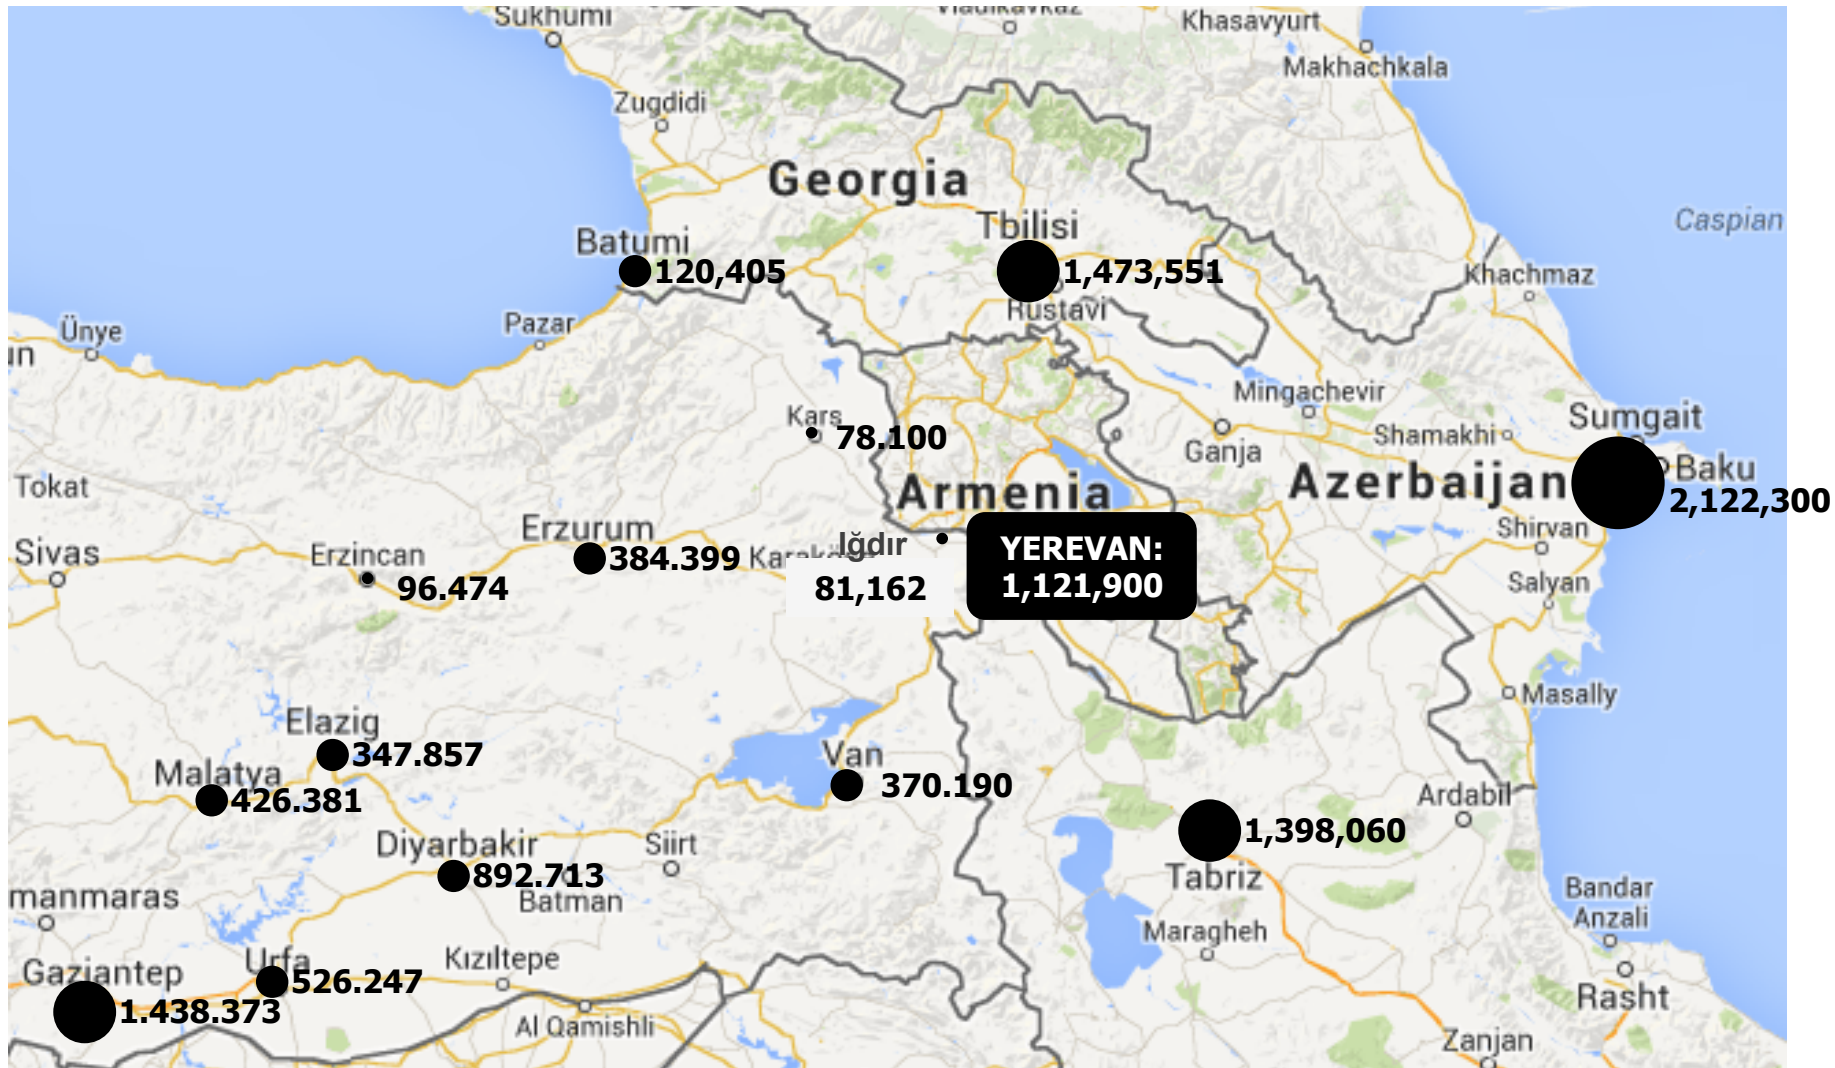 Sukhumi
Vladikavkaz
Khasavyurt
Makhachkala
Zugdidi
Georgia
Caspian
Tbilisi
Batumi
120,405
1,473,551
Khachmaz
Rustavi
Ünye
Pazar
un
Mingachevir
Kars
78.100
Sumgait
Shamakhi
Ganja
Azerbaijan
Baku
2,122,300
Tokat
Armenia
Erzurum
384.399
Shirvan
Sivas
Erzincan
96.474
Iğdır
81,162
YEREVAN:
1,121,900
Salyan
Masally
Elazig
347.857
Malatya
426.381
Van
370.190
Ardabil
Diyarbakir
892.713
Siirt
Batman
1,398,060
Tabriz
manmaras
Bandar
Anzali
Maragheh
Gaziantep
1.438.373
Urfa
526.247
Kızıltepe
Al Qamishli
Rasht
Zanjan